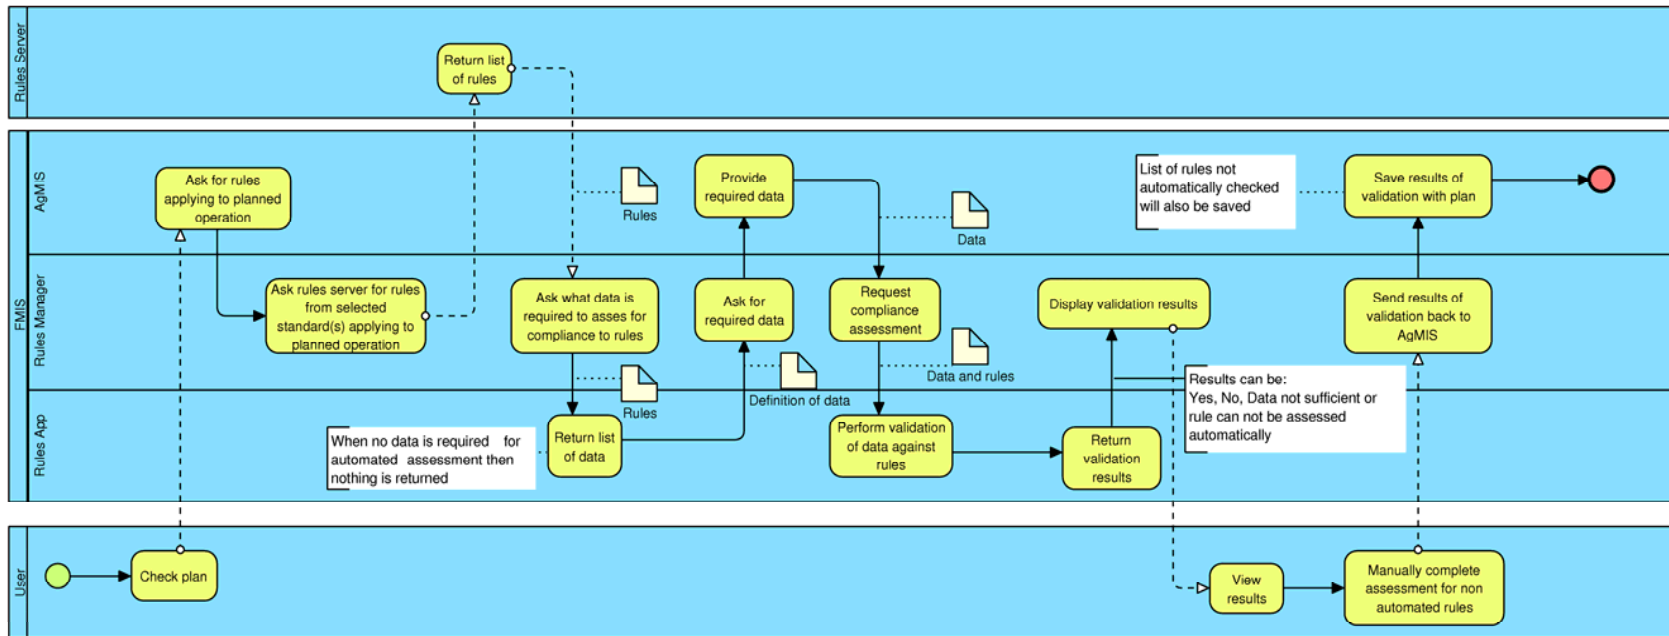 Rules Server
Return list
of rules
FMIS
AgMIS
Ask for rules
applying to planned
operation
Rules
Provide
required data
Data
List of rules not
automatically checked
will also be saved
Save results of
validation with plan
Rules Manager
Ask rules server for rules
from selected
standard(s) applying to
planned operation
Ask what data is
required to asses for
compliance to rules
Ask for
required data
Request
compliance
assessment
Display validation results
Send results of
validation back to
AgMIS
Rules
Definition of data
Data and rules
Results can be:
Yes, No, Data not sufficient or
rule can not be assessed
automatically
Rules App
When no data is required for
automated assessment then
nothing is returned
Return list
of data
Perform validation
of data against
rules
Return
validation
results
User
Check plan
View
results
Manually complete
assessment for non
automated rules